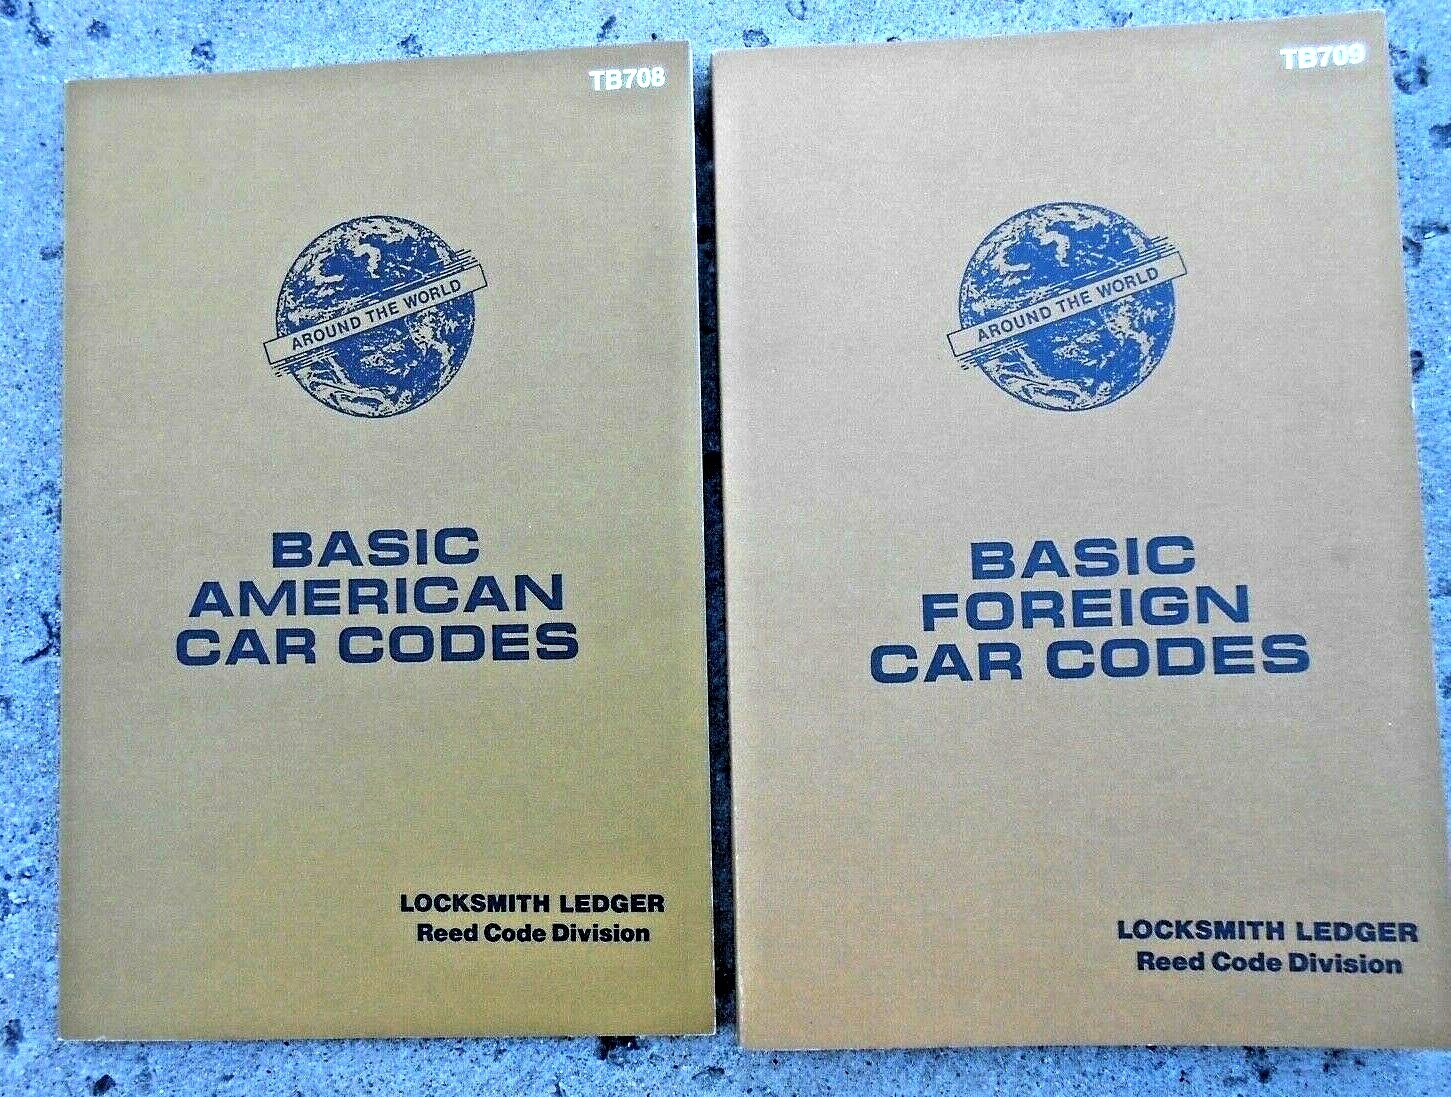 TB708
AROUND THE WORLD
BASIC
AMERICAN
CAR CODES
LOCKSMITH LEDGER
Reed Code Division
TB709
AROUND THE WORLD
BASIC
FOREIGN
CAR CODES
LOCKSMITH LEDGER
Reed Code Division